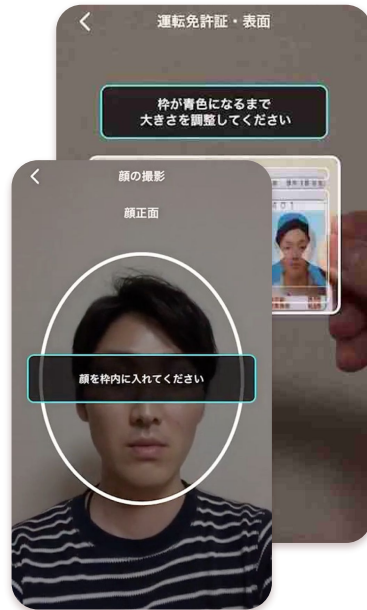 運転免許証・表面
枠が青色になるまで
大きさを調整してください
顔の撮影
顔正面
顔を枠内に入れてください